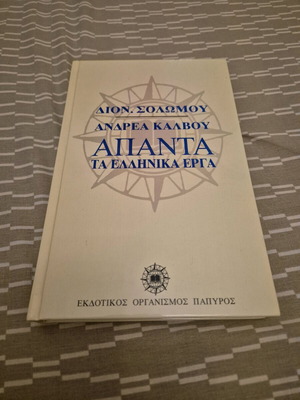 ΔΙΟΝ. ΣΟΛΩΜΟΥ
ΑΝΔΡΕΑ ΚΑΛΒΟΥ
ΑΠΑΝΤΑ
ΤΑ ΕΛΛΗΝΙΚΑ ΕΡΓΑ
ΕΚΔΟΤΙΚΟΣ ΟΡΓΑΝΙΣΜΟΣ ΠΑΠΥΡΟΣ